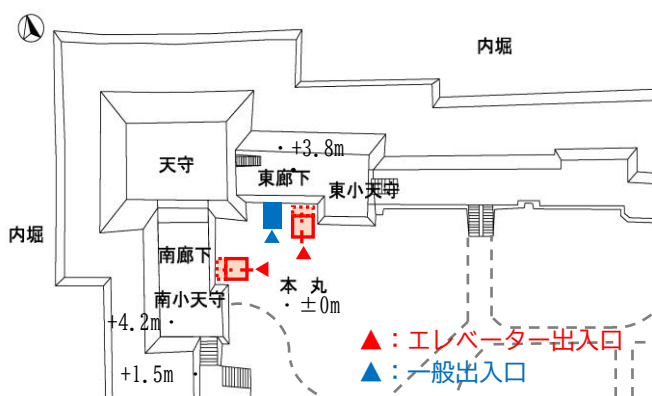 内堀
・+3.8m
天守
東廊下
東小天守
内堀
南廊下
本丸
・±0m
南小天守
+4.2m・
+1.5m ・
▲：エレベーター出入口
▲：一般出入口